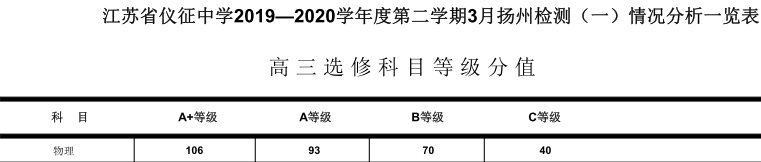 江苏省仪征中学2019—2020学年度第二学期3月扬州检测（一）情况分析一览表
高三选修科目等级分值
科 目 A+等级 A等级 B等级 C等级
物理 106 93 70 40